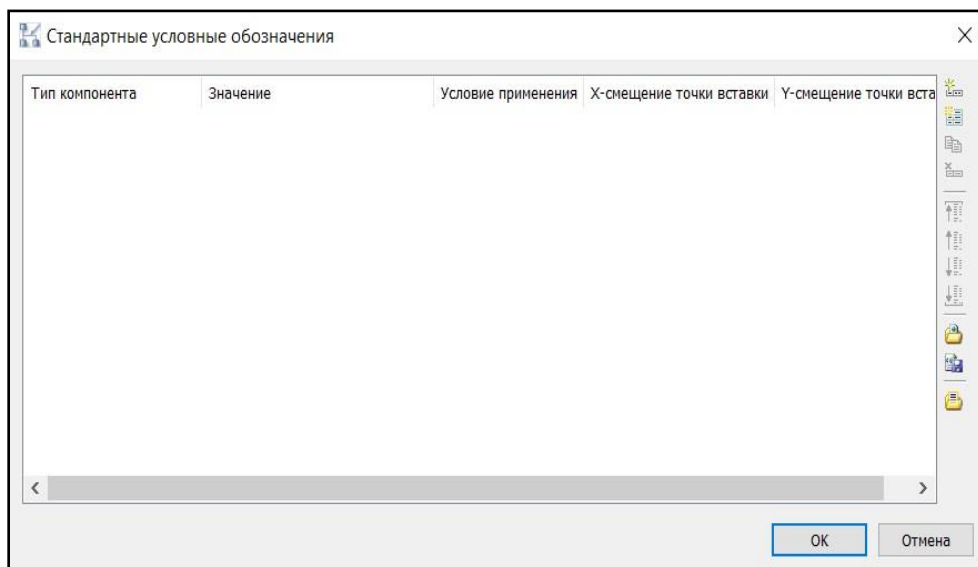 Стандартные условные обозначения
Тип компонента Значение Условие применения X-смещение точки вставки Y-смещение точки вста
OK Отмена